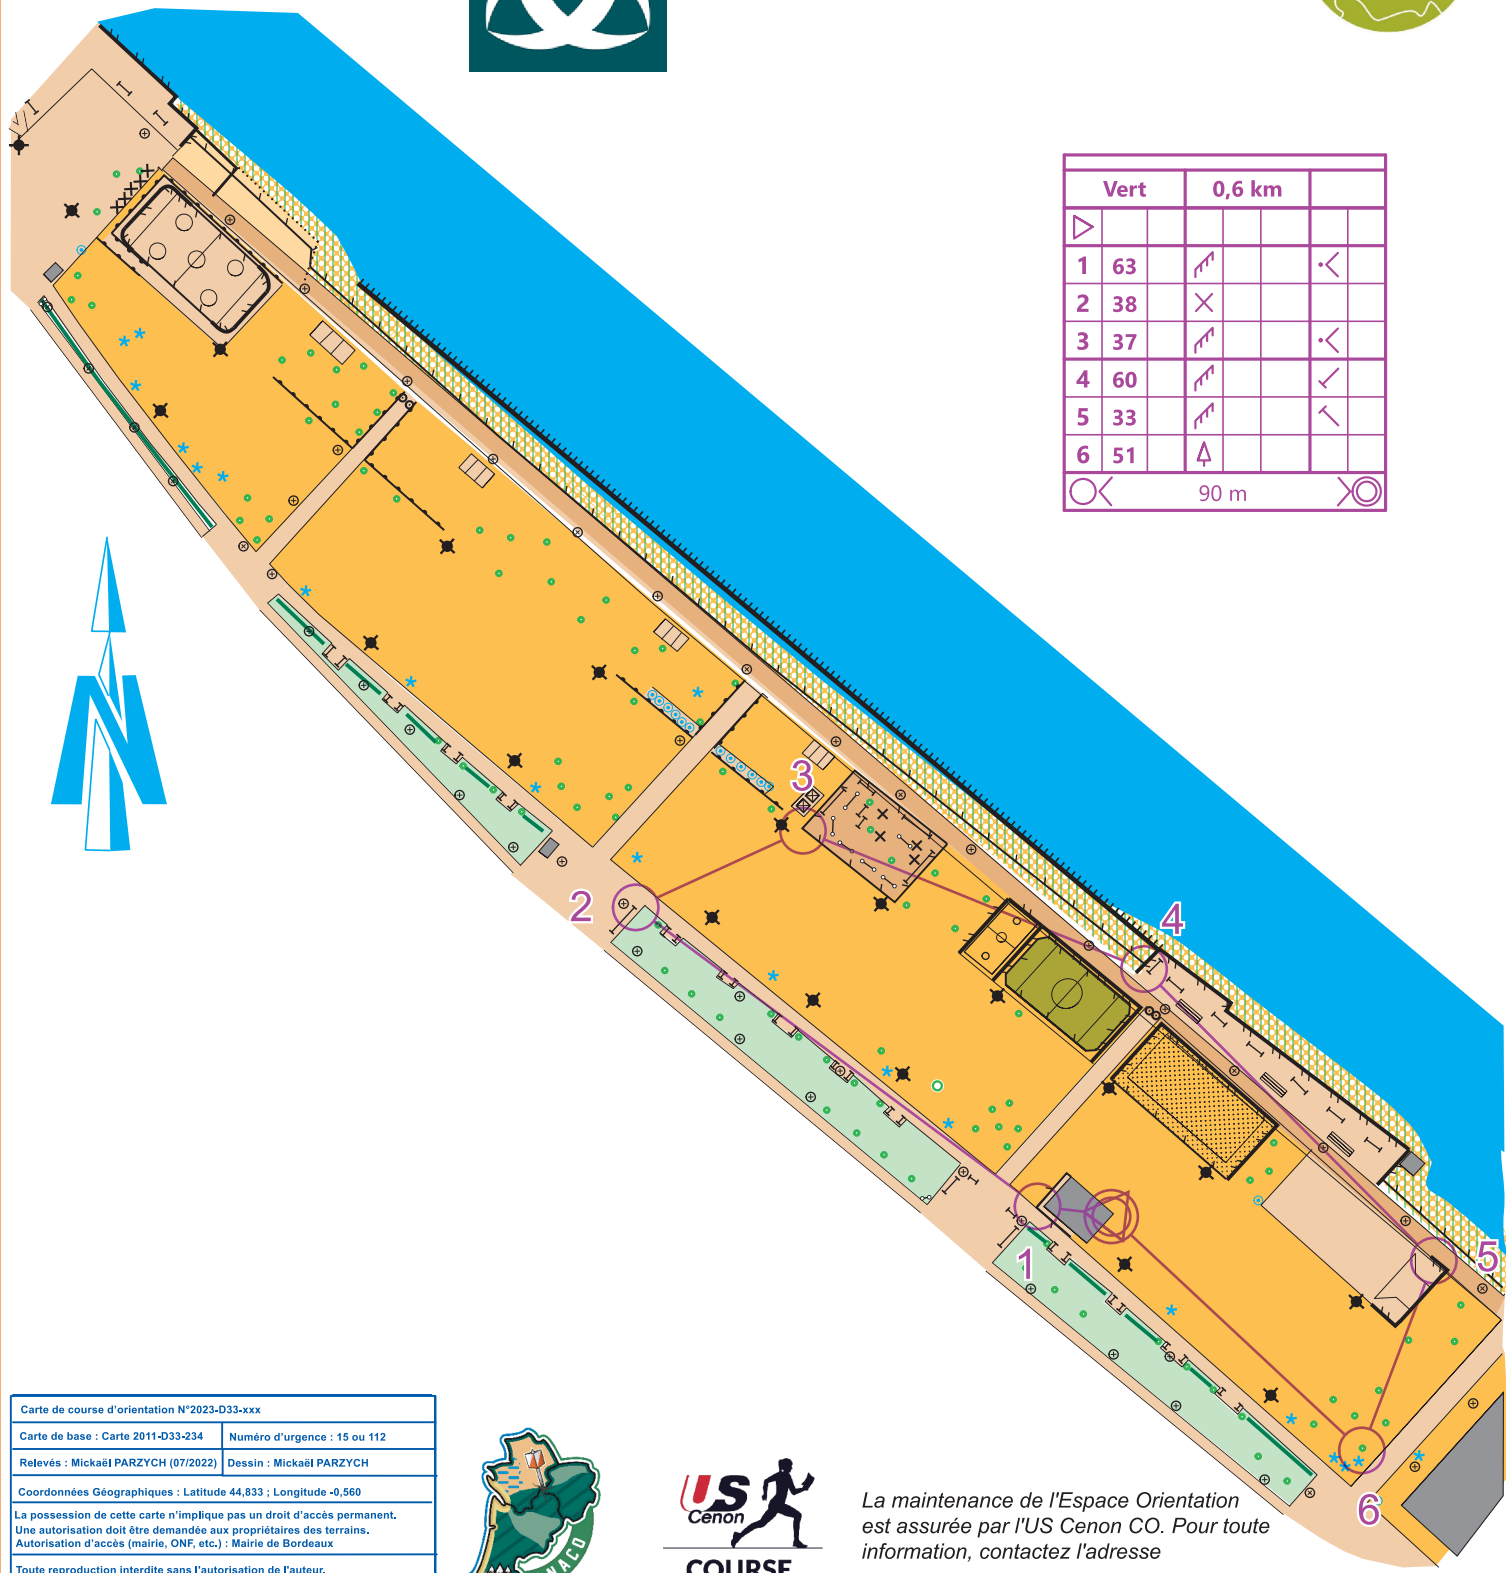 Vert 0,6 km
1 63
2 38
3 37
4 60
5 33
6 51
90 m
3
4
2
5
1
6
N
Carte de course d'orientation N°2023-D33-xxx
Carte de base : Carte 2011-D33-234 Numéro d'urgence : 15 ou 112
Relevés : Mickaël PARZYCH (07/2022) Dessin : Mickaël PARZYCH
Coordonnées Géographiques : Latitude 44,833 ; Longitude -0,560
La possession de cette carte n'implique pas un droit d'accès permanent.
Une autorisation doit être demandée aux propriétaires des terrains.
Autorisation d'accès (mairie, ONF, etc.) : Mairie de Bordeaux
Toute reproduction interdite sans l'autorisation de l'auteur.
US
Cenon
COURSE
La maintenance de l'Espace Orientation
est assurée par l'US Cenon CO. Pour toute
information, contactez l'adresse